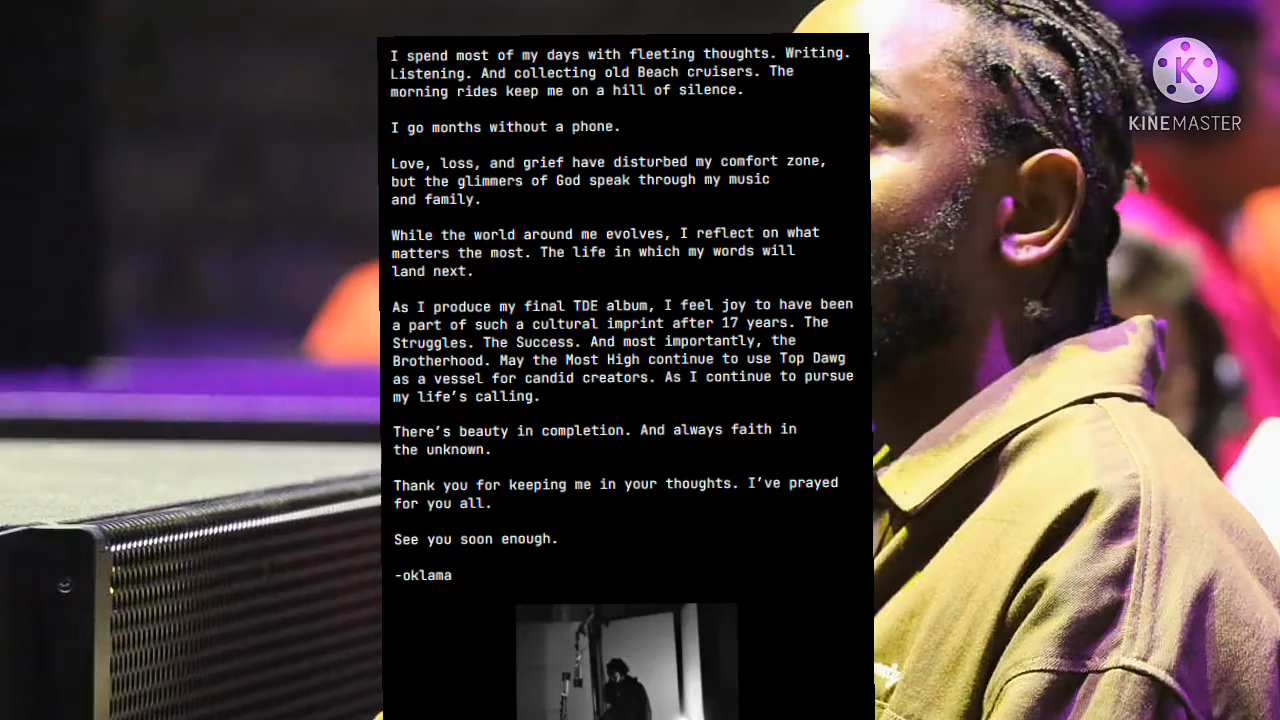 I spend most of my days with fleeting thoughts. Writing.
Listening. And collecting old Beach cruisers. The
morning rides keep me on a hill of silence.
I go months without a phone.
Love, loss, and grief have disturbed my comfort zone,
but the glimmers of God speak through my music
and family.
While the world around me evolves, I reflect on what
matters the most. The life in which my words will
land next.
As I produce my final TDE album, I feel joy to have been
a part of such a cultural imprint after 17 years. The
Struggles. The Success. And most importantly, the
Brotherhood. May the Most High continue to use Top Dawg
as a vessel for candid creators. As I continue to pursue
my life’s calling.
There’s beauty in completion. And always faith in
the unknown.
Thank you for keeping me in your thoughts. I’ve prayed
for you all.
See you soon enough.
-oklama
K
KINEMASTER